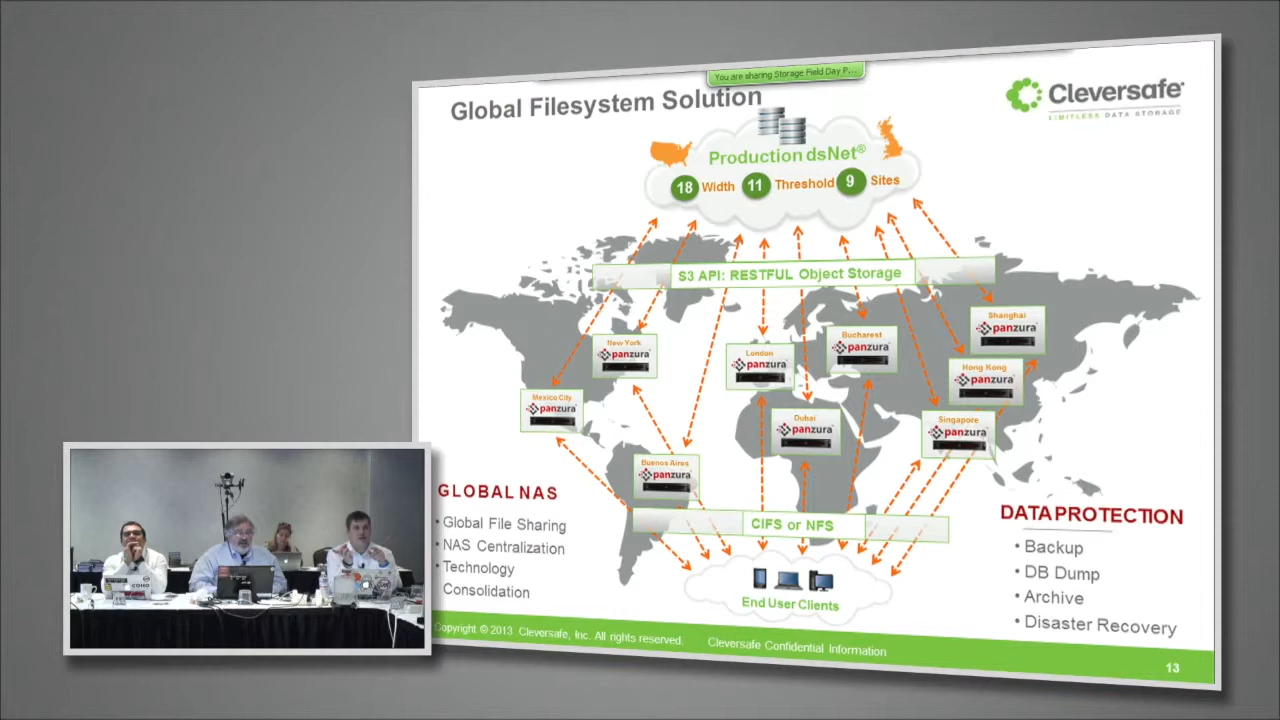 You are sharing Storage Field Day P...
Global Filesystem Solution
Cleversafe
LIMITLESS DATA STORAGE
Production dsNet®
18 Width 11 Threshold 9 Sites
S3 API: RESTFUL Object Storage
Shanghai
panzura
New York
panzura
London
panzura
Bucharest
panzura
Hong Kong
panzura
Mexico City
panzura
Dubai
panzura
Singapore
panzura
Buenos Aires
panzura
GLOBAL NAS
• Global File Sharing
• NAS Centralization
• Technology
Consolidation
CIFS or NFS
End User Clients
DATA PROTECTION
• Backup
• DB Dump
• Archive
• Disaster Recovery
Copyright © 2013 Cleversafe, Inc. All rights reserved.
Cleversafe Confidential Information
13